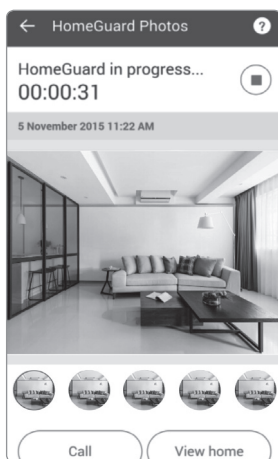 HomeGuard Photos ?
HomeGuard in progress...
00:00:31
5 November 2015 11:22 AM
Call View home